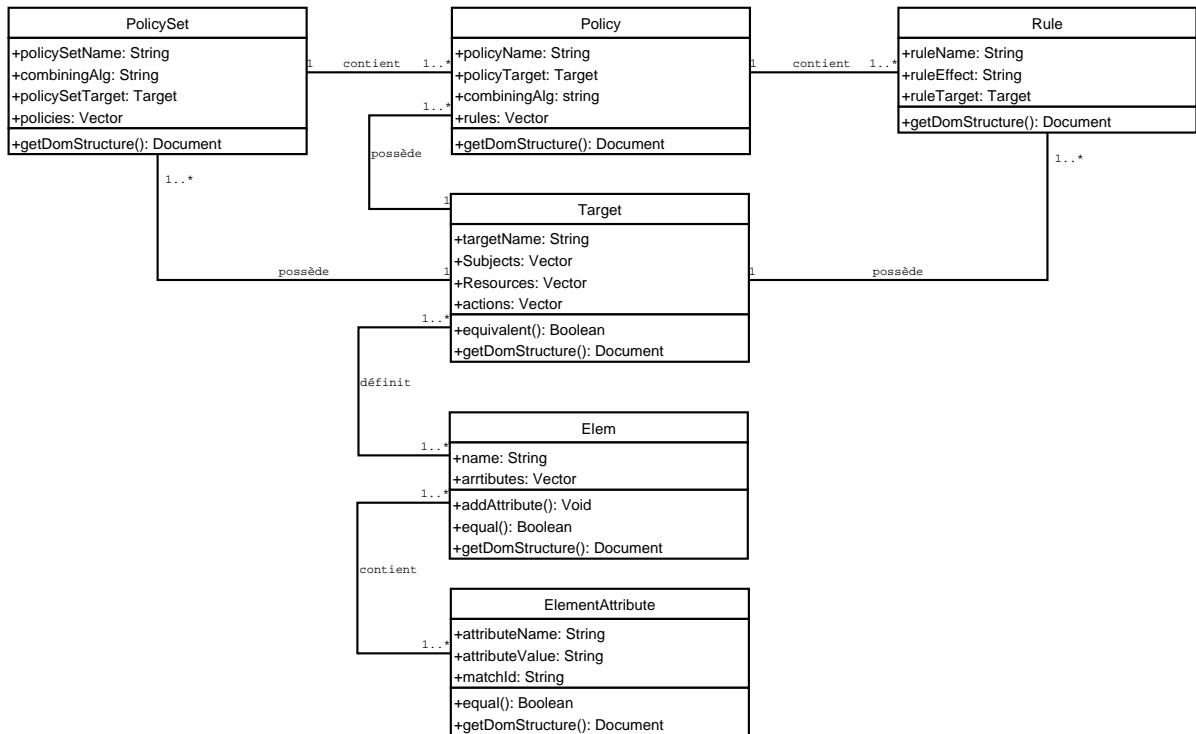 PolicySet
+policySetName: String
+combiningAlg: String
+policySetTarget: Target
+policies: Vector
+getDomStructure(): Document
1 contient 1..*
Policy
+policyName: String
+policyTarget: Target
+combiningAlg: string
+rules: Vector
+getDomStructure(): Document
1 contient 1..*
Rule
+ruleName: String
+ruleEffect: String
+ruleTarget: Target
+getDomStructure(): Document
1..*
possède
1
1..*
possède
1
1..*
possède
1
Target
+targetName: String
+Subjects: Vector
+Resources: Vector
+actions: Vector
+equivalent(): Boolean
+getDomStructure(): Document
1..*
définit
1..*
Elem
+name: String
+arrtibutes: Vector
+addAttribute(): Void
+equal(): Boolean
+getDomStructure(): Document
1..*
contient
1..*
ElementAttribute
+attributeName: String
+attributeValue: String
+matchId: String
+equal(): Boolean
+getDomStructure(): Document